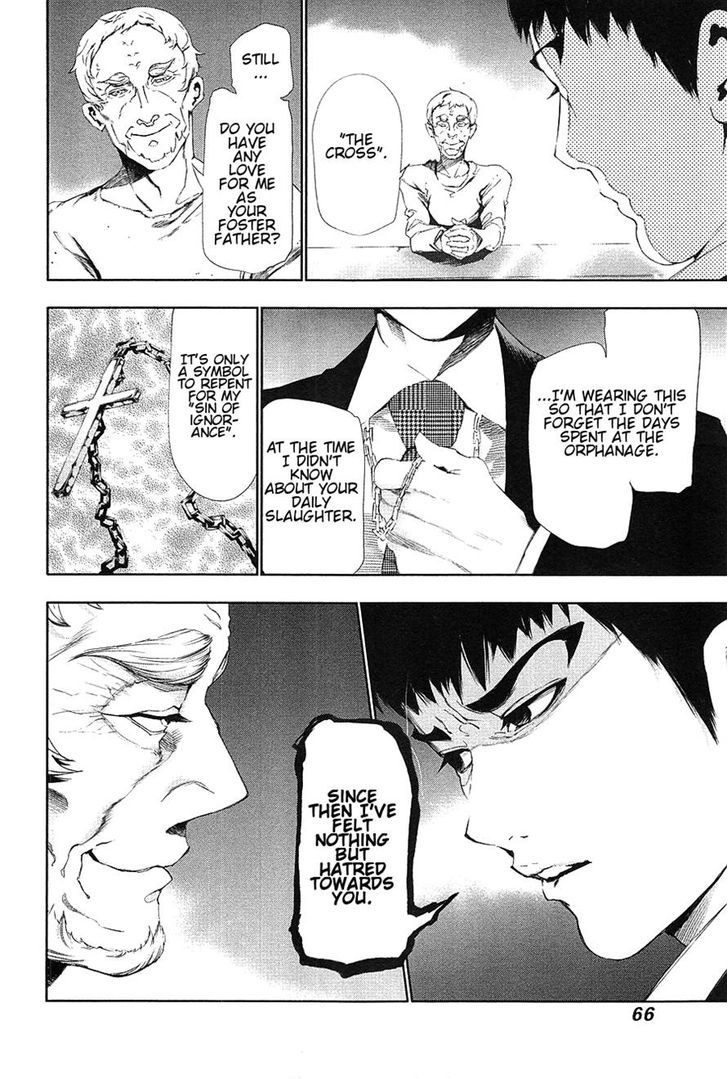 "THE
CROSS".
STILL
...
DO YOU
HAVE
ANY
LOVE
FOR ME
AS
YOUR
FOSTER
FATHER?
...I'M WEARING THIS
SO THAT I DON'T
FORGET THE DAYS
SPENT AT THE
ORPHANAGE.
AT THE TIME
I DIDN'T
KNOW
ABOUT YOUR
DAILY
SLAUGHTER.
IT'S ONLY
A SYMBOL
TO REPENT
FOR MY
"SIN OF
IGNOR-
ANCE".
SINCE
THEN I'VE
FELT
NOTHING
BUT
HATRED
TOWARDS
YOU.
66